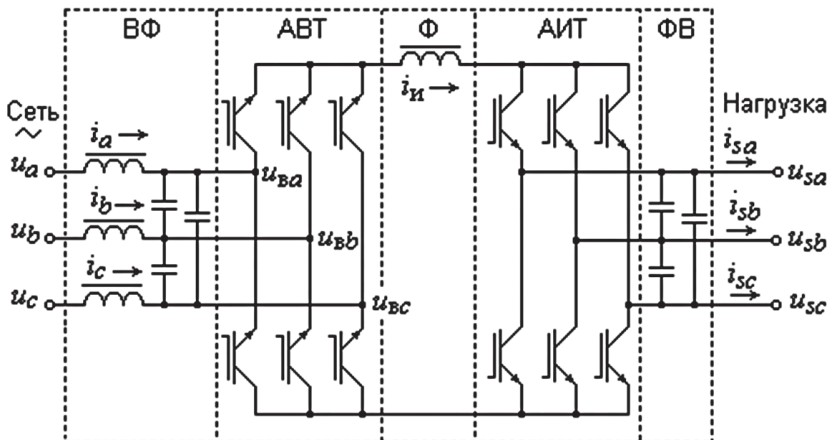 ВФ
АВТ
Ф
АИТ
ФВ
Сеть
~
Нагрузка
iи
ia
ib
ic
ua
ub
uc
uвa
uвb
uвc
isa
isb
isc
usa
usb
usc